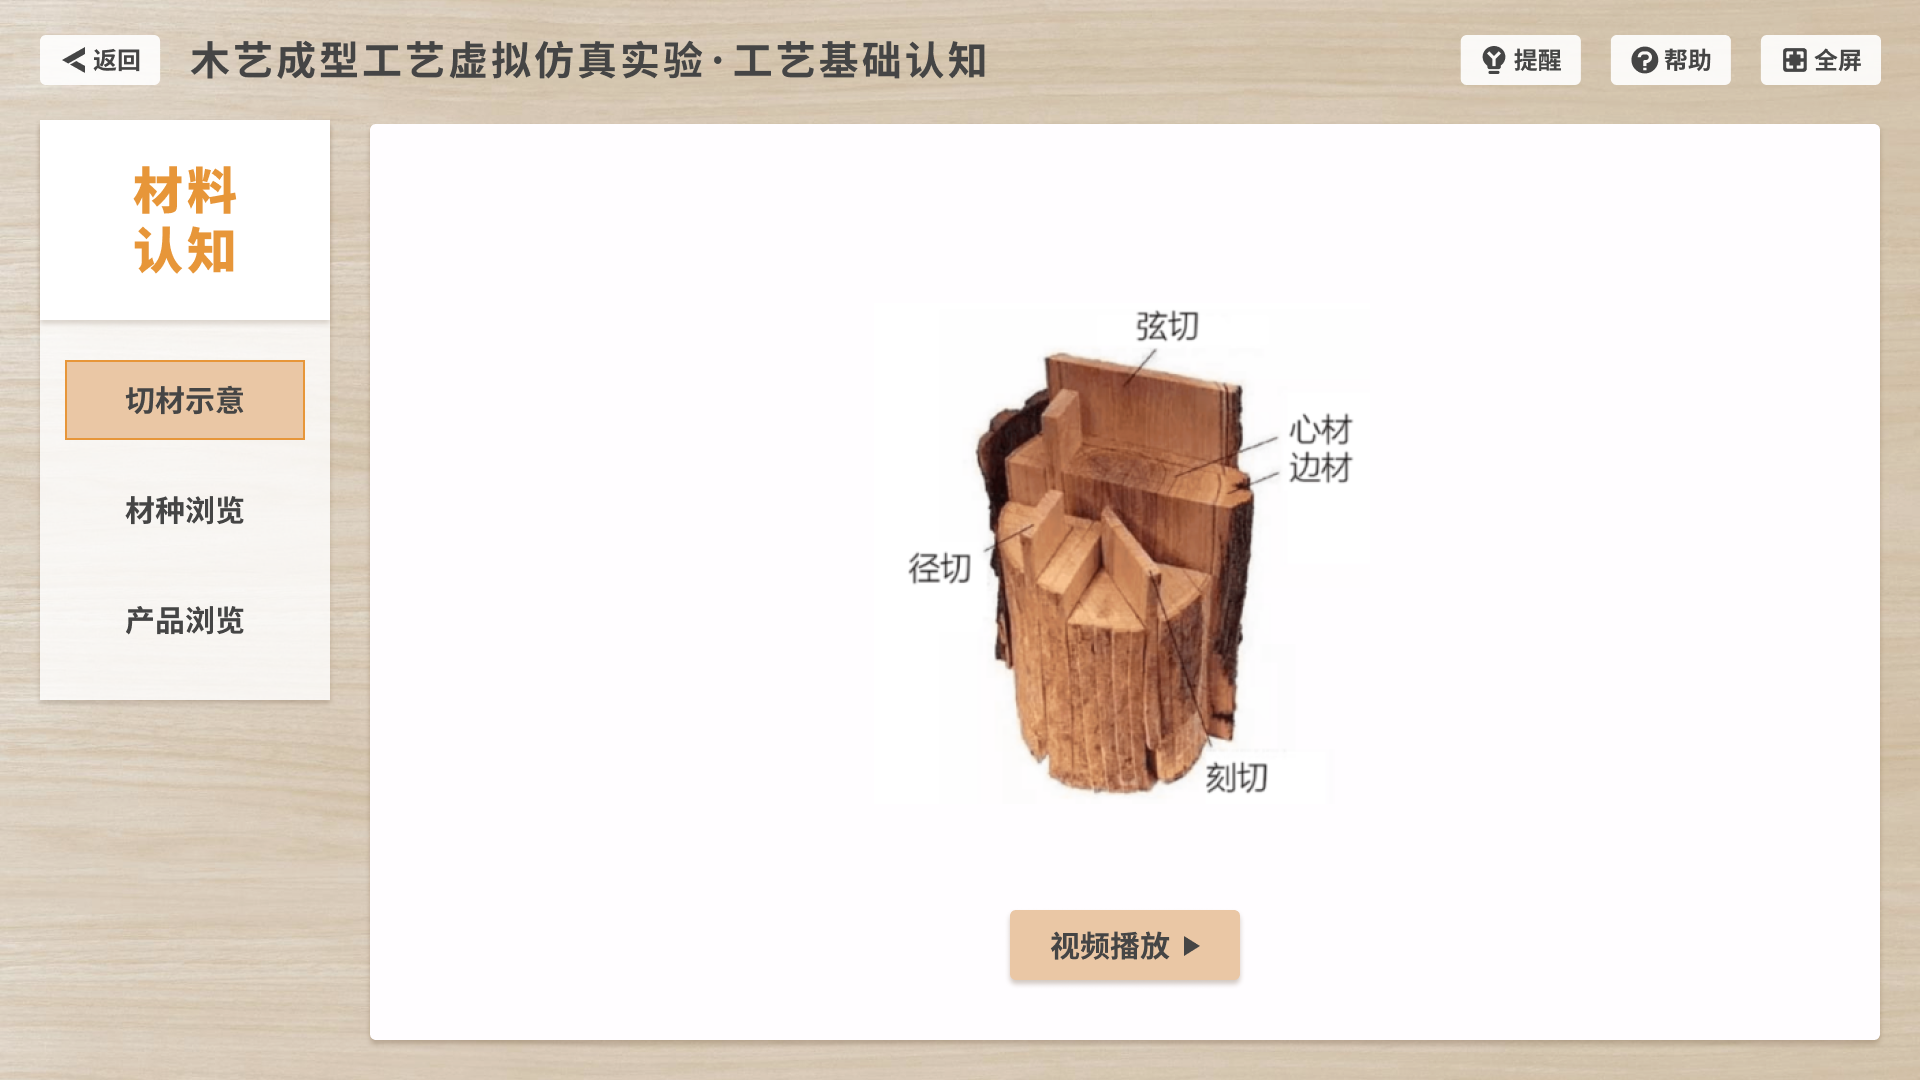 返回
木艺成型工艺虚拟仿真实验·工艺基础认知
提醒
帮助
全屏
材料
认知
切材示意
材种浏览
产品浏览
弦切
心材
边材
径切
刻切
视频播放